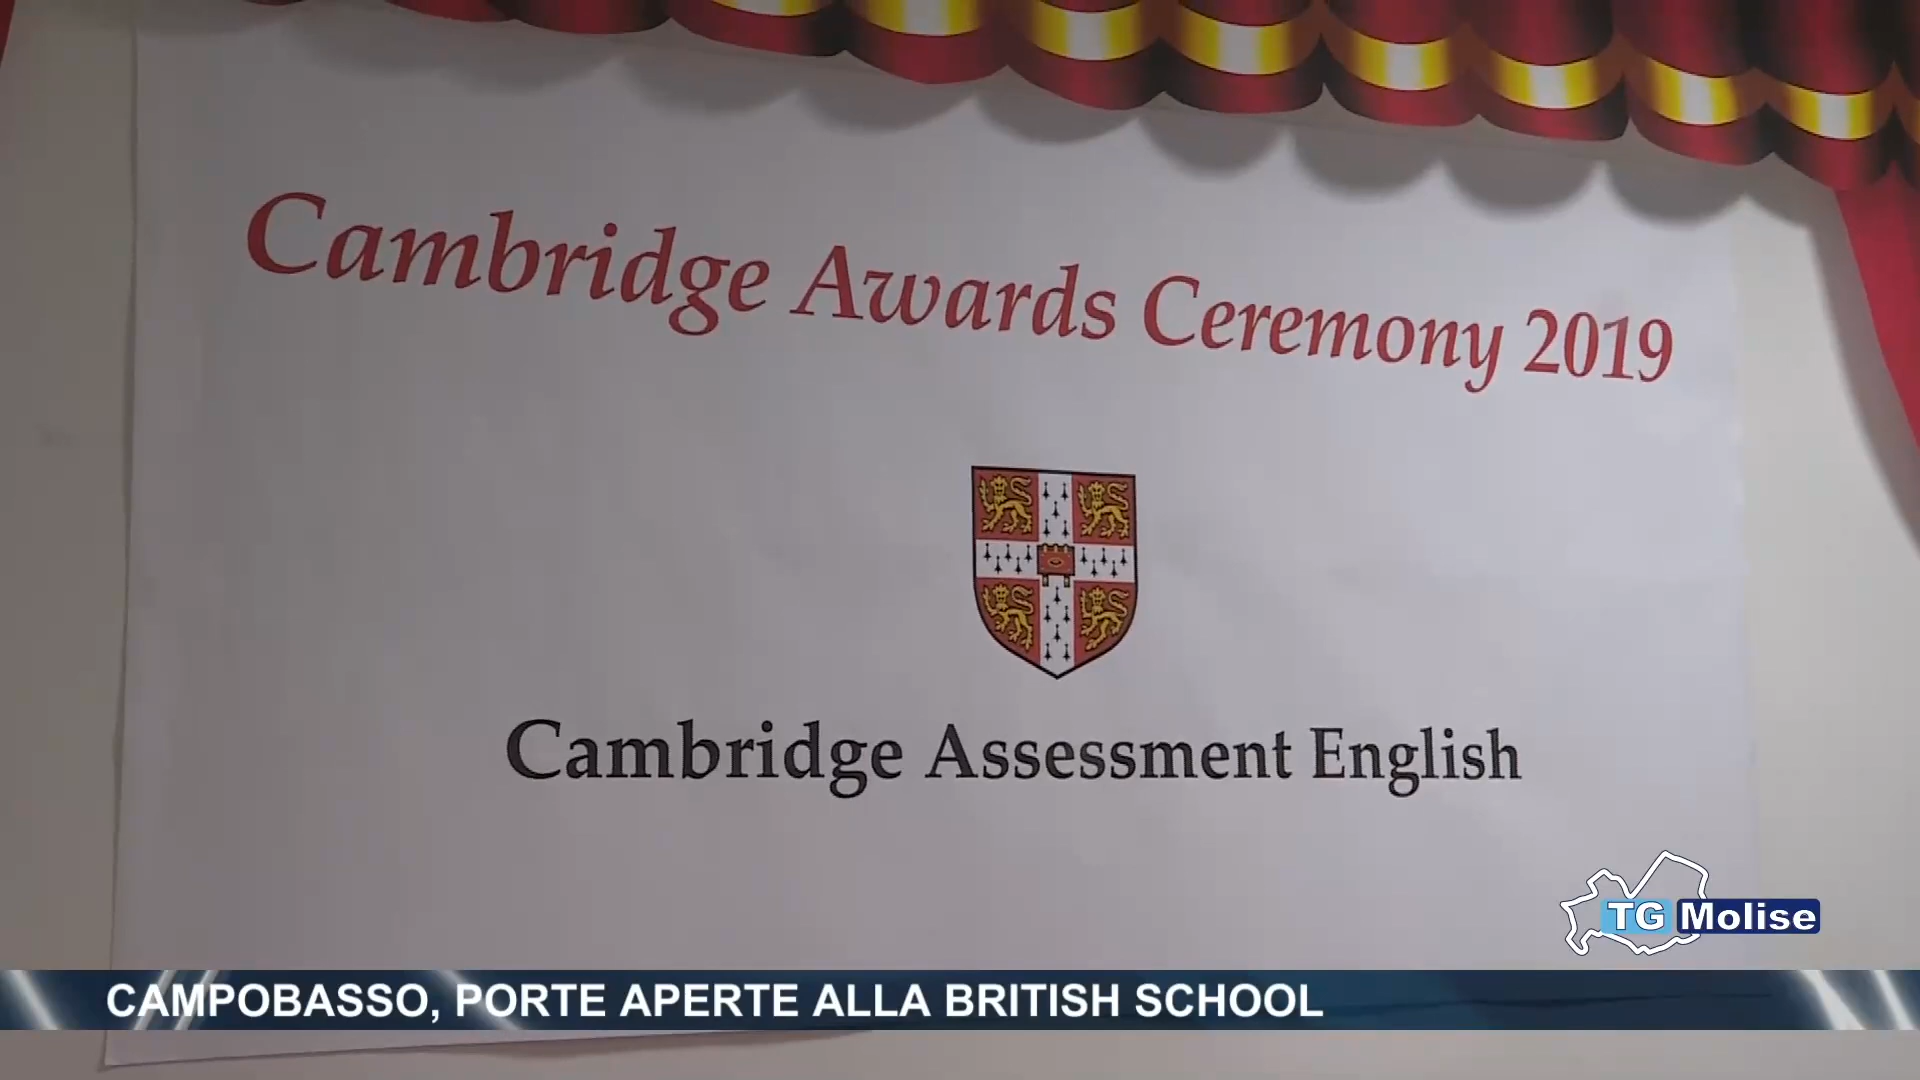 Cambridge Awards Ceremony 2019
Cambridge Assessment English
TG Molise
CAMPOBASSO, PORTE APERTE ALLA BRITISH SCHOOL